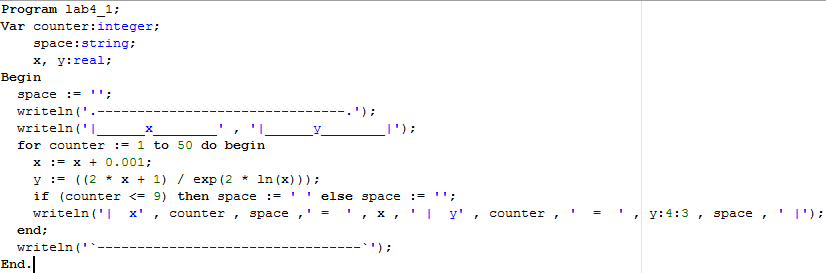 Program lab4_1;
Var counter:integer;
    space:string;
    x, y:real;
Begin
  space := '';
  writeln('.-------------------------------.');
  writeln('|______x________' , '|______y________|');
  for counter := 1 to 50 do begin
    x := x + 0.001;
    y := ((2 * x + 1) / exp(2 * ln(x)));
    if (counter <= 9) then space := ' ' else space := '';
    writeln('|  x' , counter , space ,' =  ' , x , ' |  y' , counter , '  =  ' , y:4:3 , space , ' |');
  end;
  writeln('`---------------------------------`');
End.